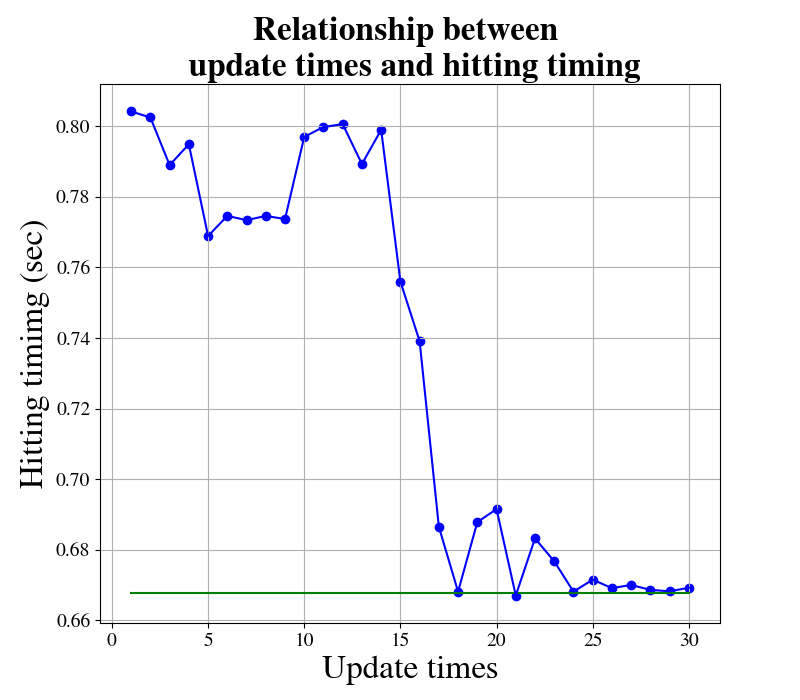 Relationship between
update times and hitting timing
Hitting timimg (sec)
0.80
0.78
0.76
0.74
0.72
0.70
0.68
0.66
0 5 10 15 20 25 30
Update times